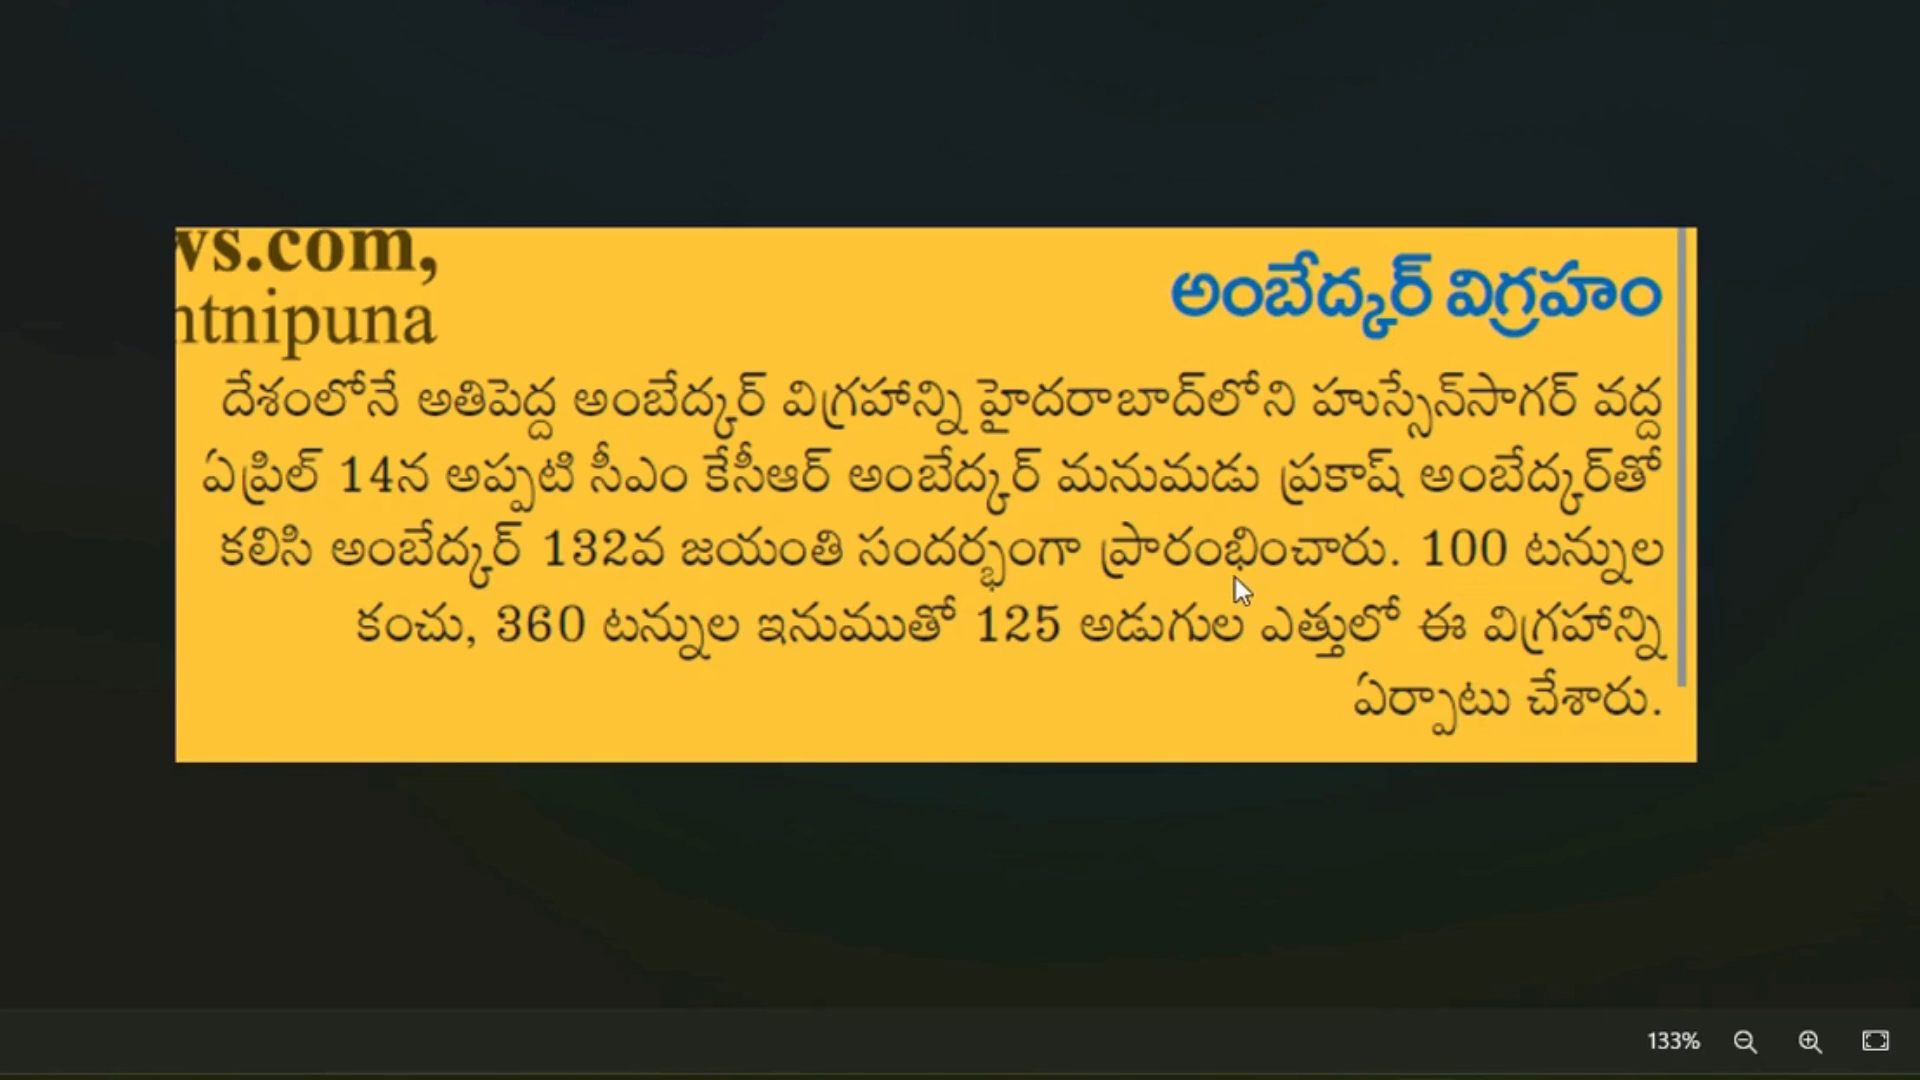 ws.com,
ntnipuna
అంబేద్కర్ విగ్రహం
దేశంలోనే అతిపెద్ద అంబేద్కర్ విగ్రహాన్ని హైదరాబాద్‌లోని హుస్సేన్‌సాగర్ వద్ద
ఏప్రిల్ 14న అప్పటి సీఎం కేసీఆర్ అంబేద్కర్ మనుమడు ప్రకాష్ అంబేద్కర్‌తో
కలిసి అంబేద్కర్ 132వ జయంతి సందర్భంగా ప్రారంభించారు. 100 టన్నుల
కంచు, 360 టన్నుల ఇనుముతో 125 అడుగుల ఎత్తులో ఈ విగ్రహాన్ని
ఏర్పాటు చేశారు.
133%